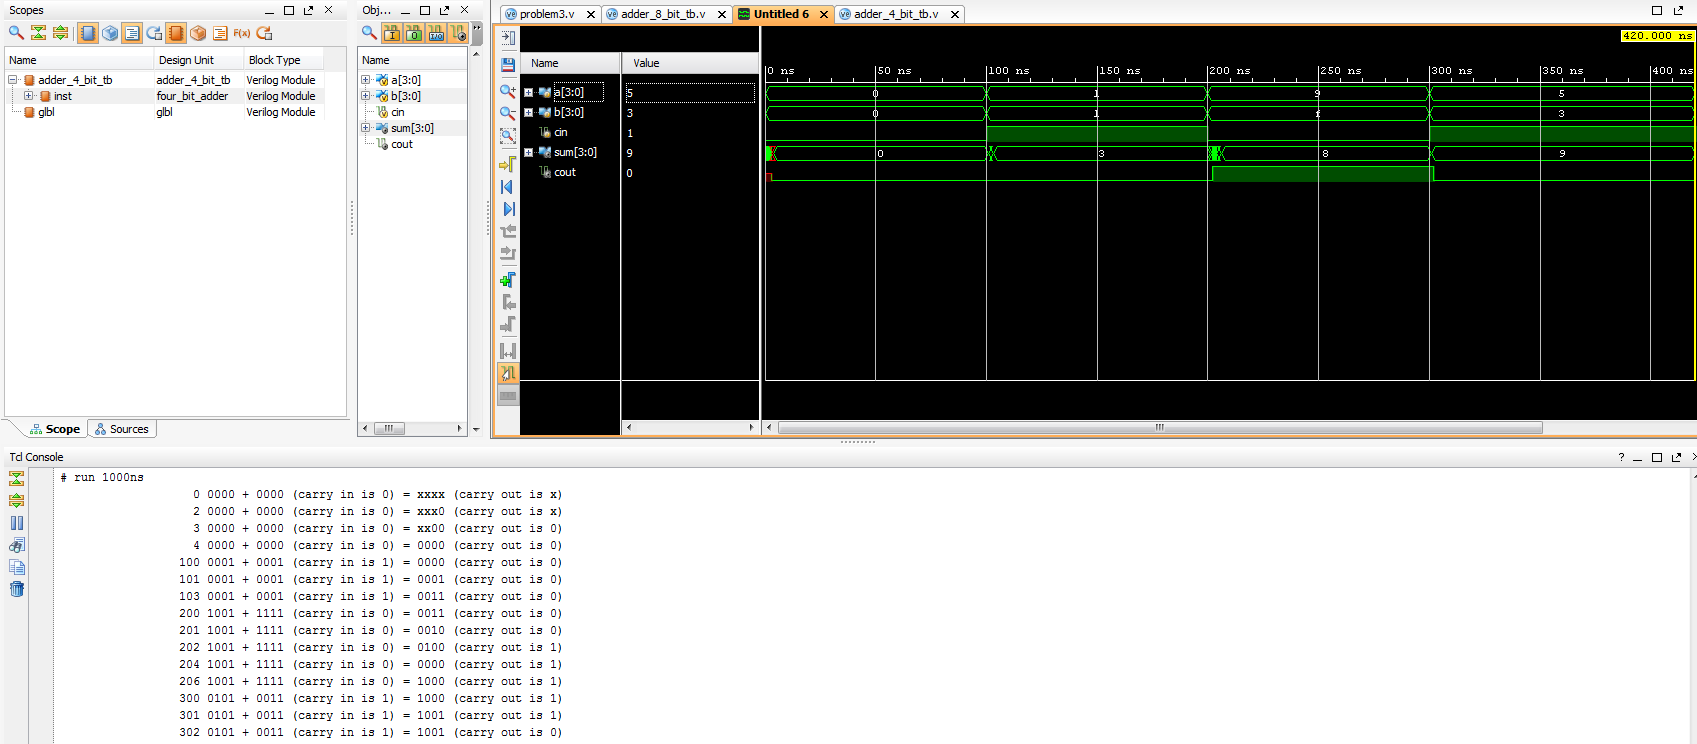 Scopes
Name Design Unit Block Type
adder_4_bit_tb adder_4_bit_tb Verilog Module
inst four_bit_adder Verilog Module
glbl glbl Verilog Module
Scope Sources
Obj...
Name
a[3:0]
b[3:0]
cin
sum[3:0]
cout
problem3.v adder_8_bit_tb.v Untitled 6 adder_4_bit_tb.v
420.000 ns
Name Value
0 ns 50 ns 100 ns 150 ns 200 ns 250 ns 300 ns 350 ns 400 ns
a[3:0] 5 0 1 9 5
b[3:0] 3 0 1 f 3
cin 1
sum[3:0] 9 0 3 8 9
cout 0
Tcl Console
# run 1000ns
0 0000 + 0000 (carry in is 0) = xxxx (carry out is x)
2 0000 + 0000 (carry in is 0) = xxx0 (carry out is x)
3 0000 + 0000 (carry in is 0) = xx00 (carry out is 0)
4 0000 + 0000 (carry in is 0) = 0000 (carry out is 0)
100 0001 + 0001 (carry in is 1) = 0000 (carry out is 0)
101 0001 + 0001 (carry in is 1) = 0001 (carry out is 0)
103 0001 + 0001 (carry in is 1) = 0011 (carry out is 0)
200 1001 + 1111 (carry in is 0) = 0011 (carry out is 0)
201 1001 + 1111 (carry in is 0) = 0010 (carry out is 0)
202 1001 + 1111 (carry in is 0) = 0100 (carry out is 1)
204 1001 + 1111 (carry in is 0) = 0000 (carry out is 1)
206 1001 + 1111 (carry in is 0) = 1000 (carry out is 1)
300 0101 + 0011 (carry in is 1) = 1000 (carry out is 1)
301 0101 + 0011 (carry in is 1) = 1001 (carry out is 1)
302 0101 + 0011 (carry in is 1) = 1001 (carry out is 0)